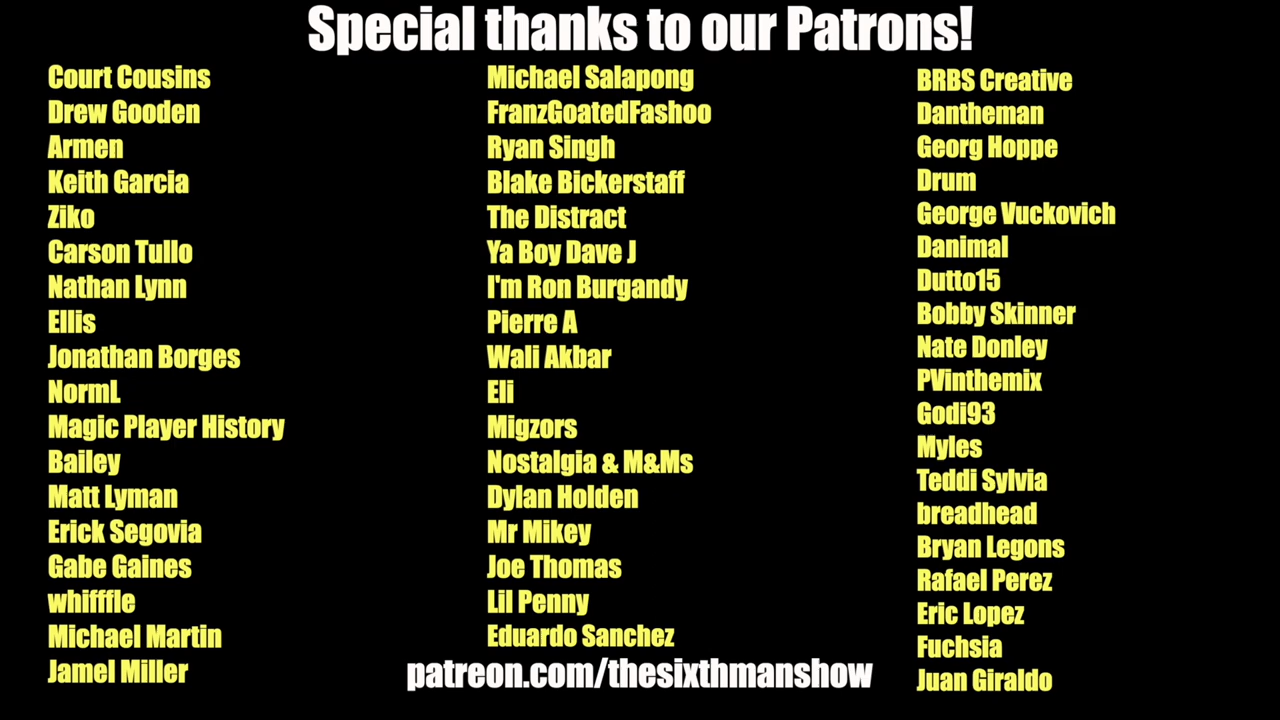 Special thanks to our Patrons!
Court Cousins
Drew Gooden
Armen
Keith Garcia
Ziko
Carson Tullo
Nathan Lynn
Ellis
Jonathan Borges
NormL
Magic Player History
Bailey
Matt Lyman
Erick Segovia
Gabe Gaines
whifffle
Michael Martin
Jamel Miller
Michael Salapong
FranzGoatedFashoo
Ryan Singh
Blake Bickerstaff
The Distract
Ya Boy Dave J
I'm Ron Burgandy
Pierre A
Wali Akbar
Eli
Migzors
Nostalgia & M&Ms
Dylan Holden
Mr Mikey
Joe Thomas
Lil Penny
Eduardo Sanchez
BRBS Creative
Dantheman
Georg Hoppe
Drum
George Vuckovich
Danimal
Dutto15
Bobby Skinner
Nate Donley
PVinthemix
Godi93
Myles
Teddi Sylvia
breadhead
Bryan Legons
Rafael Perez
Eric Lopez
Fuchsia
Juan Giraldo
patreon.com/thesixthmanshow